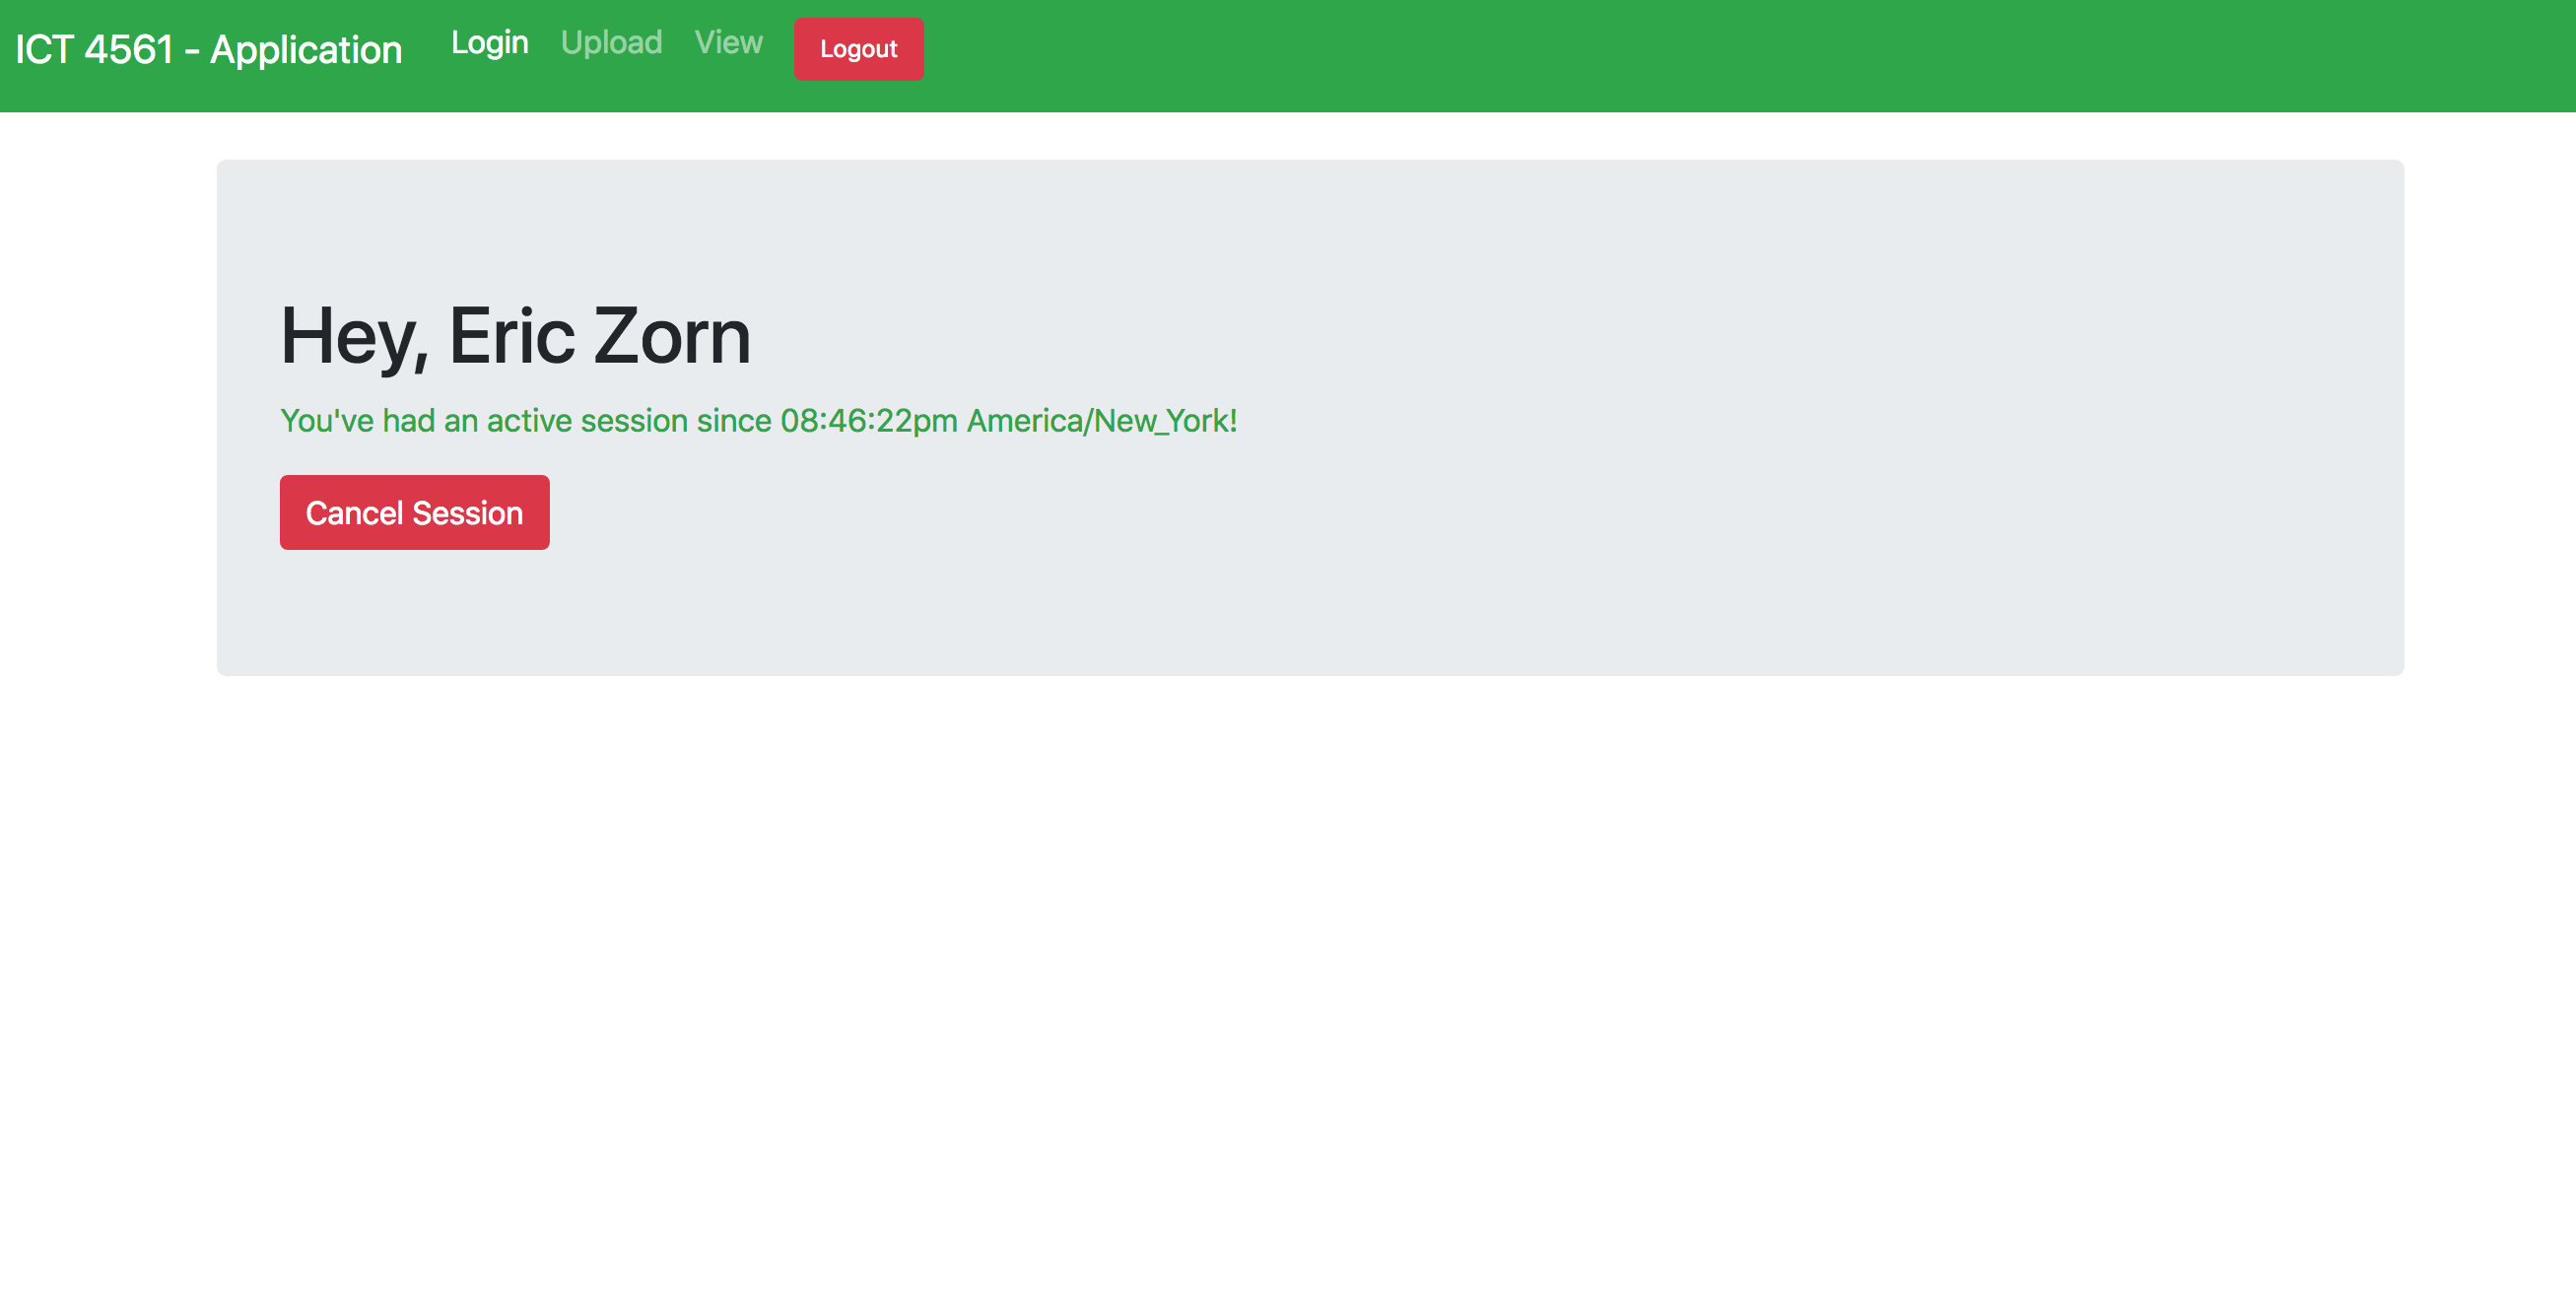 ICT 4561 - Application Login Upload View Logout
Hey, Eric Zorn
You've had an active session since 08:46:22pm America/New_York!
Cancel Session